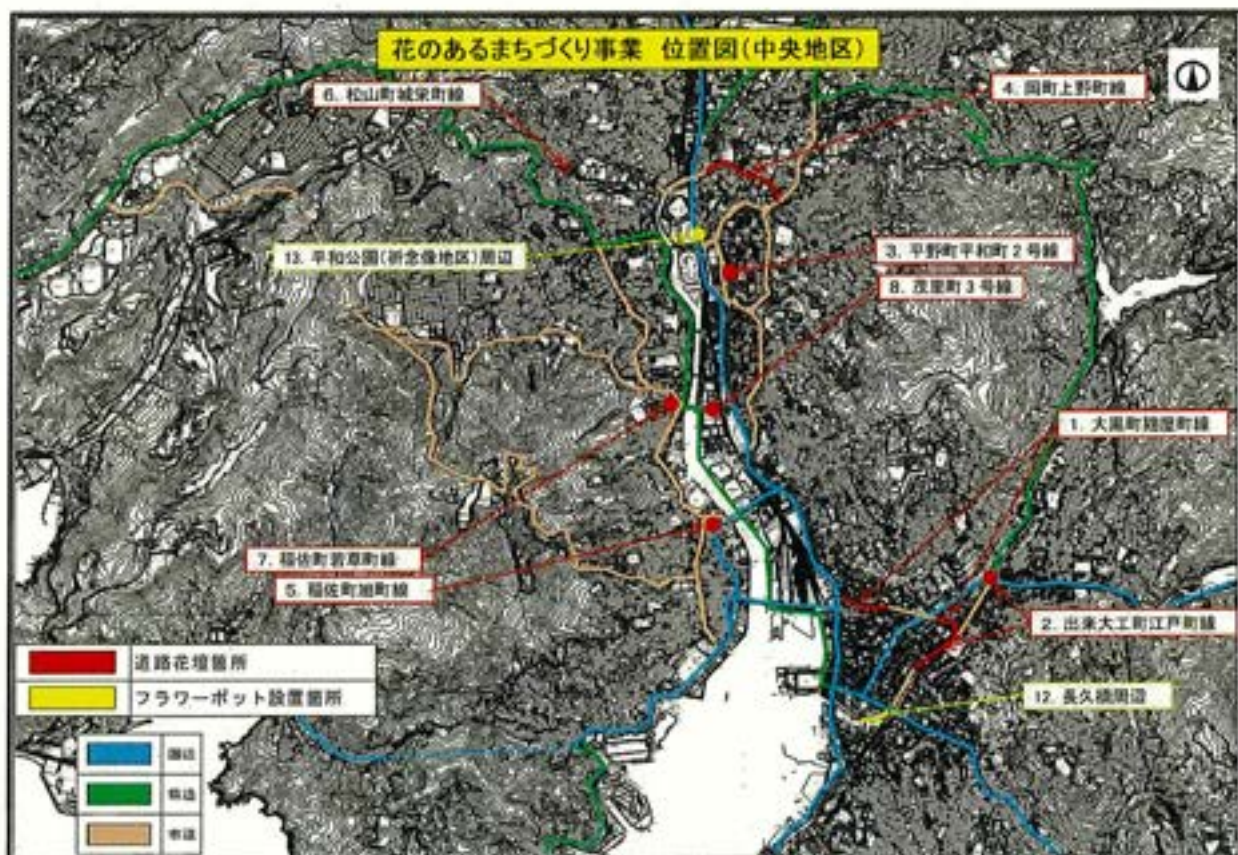 花のあるまちづくり事業 位置図(中央地区)
6. 松山町城栄町線
4. 岡町上野町線
13. 平和公園(祈念像地区)周辺
3. 平野町平和町2号線
8. 茂里町3号線
1. 大黒町麹屋町線
7. 稲佐町若草町線
5. 稲佐町旭町線
2. 出来大工町江戸町線
12. 長久橋周辺
道路花壇箇所
フラワーポット設置箇所
国道
県道
市道